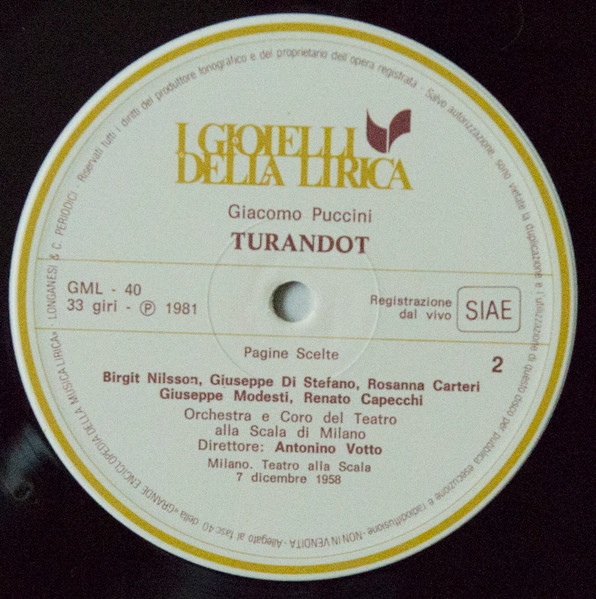 I GIOIELLI
DELLA LIRICA
Giacomo Puccini
TURANDOT
GML - 40
33 giri - Ⓟ 1981
Registrazione
dal vivo
SIAE
Pagine Scelte
2
Birgit Nilsson, Giuseppe Di Stefano, Rosanna Carteri
Giuseppe Modesti, Renato Capecchi
Orchestra e Coro del Teatro
alla Scala di Milano
Direttore: Antonino Votto
Milano. Teatro alla Scala
7 dicembre 1958
LONGANESI & C. PERIODICI · Riservati tutti i diritti del produttore fonografico e del proprietario dell'opera registrata · Salvo autorizzazione, sono vietate la duplicazione e l'utilizzazione di questo disco per pubblica esecuzione e radiodiffusione · NON IN VENDITA · Allegato al fasc. 40 della «GRANDE ENCICLOPEDIA DELLA MUSICA LIRICA»